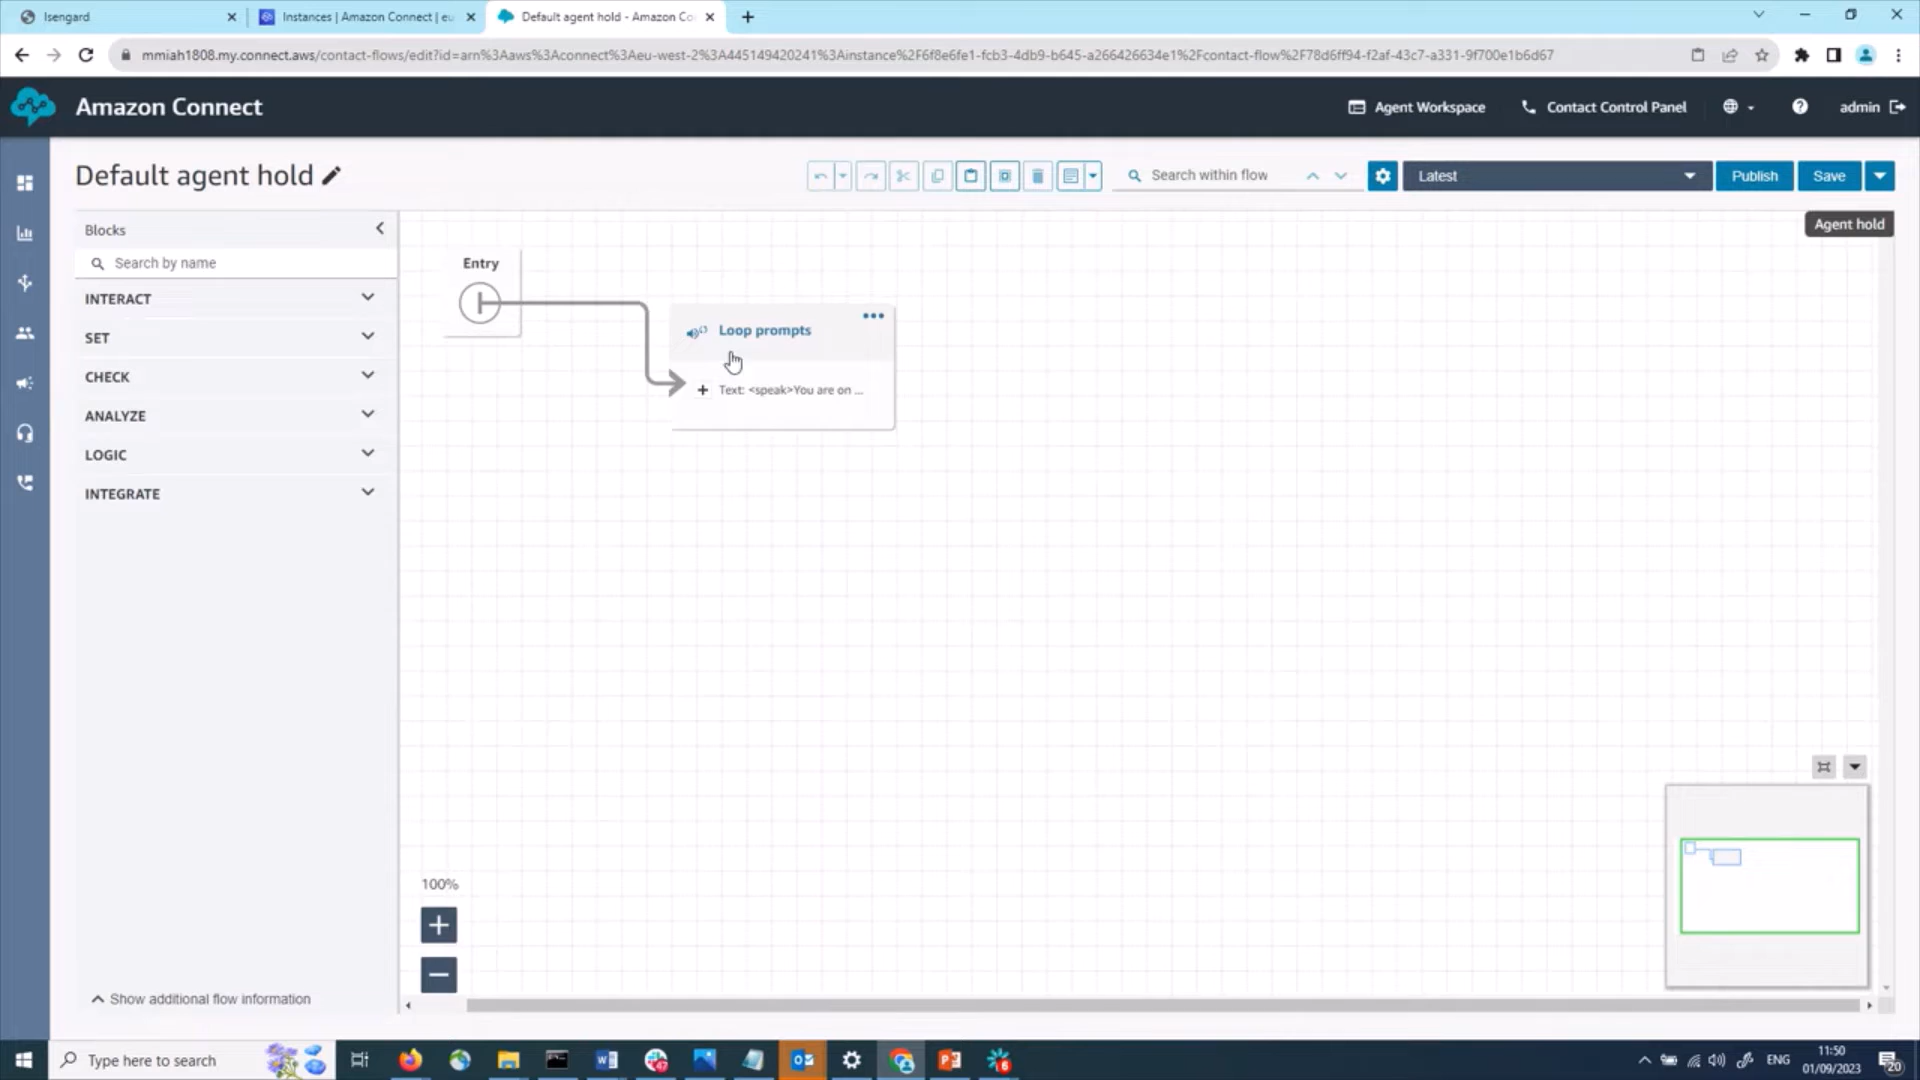 Isengard
Instances | Amazon Connect | eu
Default agent hold - Amazon Co
mmiah1808.my.connect.aws/contact-flows/edit?id=arn%3Aaws%3Aconnect%3Aeu-west-2%3A445149420241%3Ainstance%2F6f8e6fe1-fcb3-4db9-b645-a266426634e1%2Fcontact-flow%2F78d6ff94-f2af-43c7-a331-9f700e1b6d67
Amazon Connect
Agent Workspace
Contact Control Panel
admin
Default agent hold
Search within flow
Latest
Publish
Save
Agent hold
Blocks
Search by name
INTERACT
SET
CHECK
ANALYZE
LOGIC
INTEGRATE
Entry
Loop prompts
Text: <speak>You are on ...
100%
Show additional flow information
Type here to search
ENG
11:50
01/09/2023
20